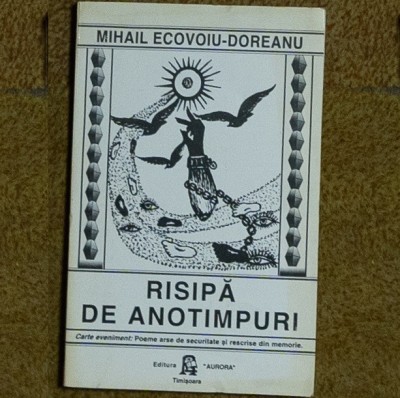 MIHAIL ECOVOIU-DOREANU
RISIPĂ
DE ANOTIMPURI
Carte eveniment: Poeme arse de securitate și rescrise din memorie.
Editura "AURORA"
Timișoara